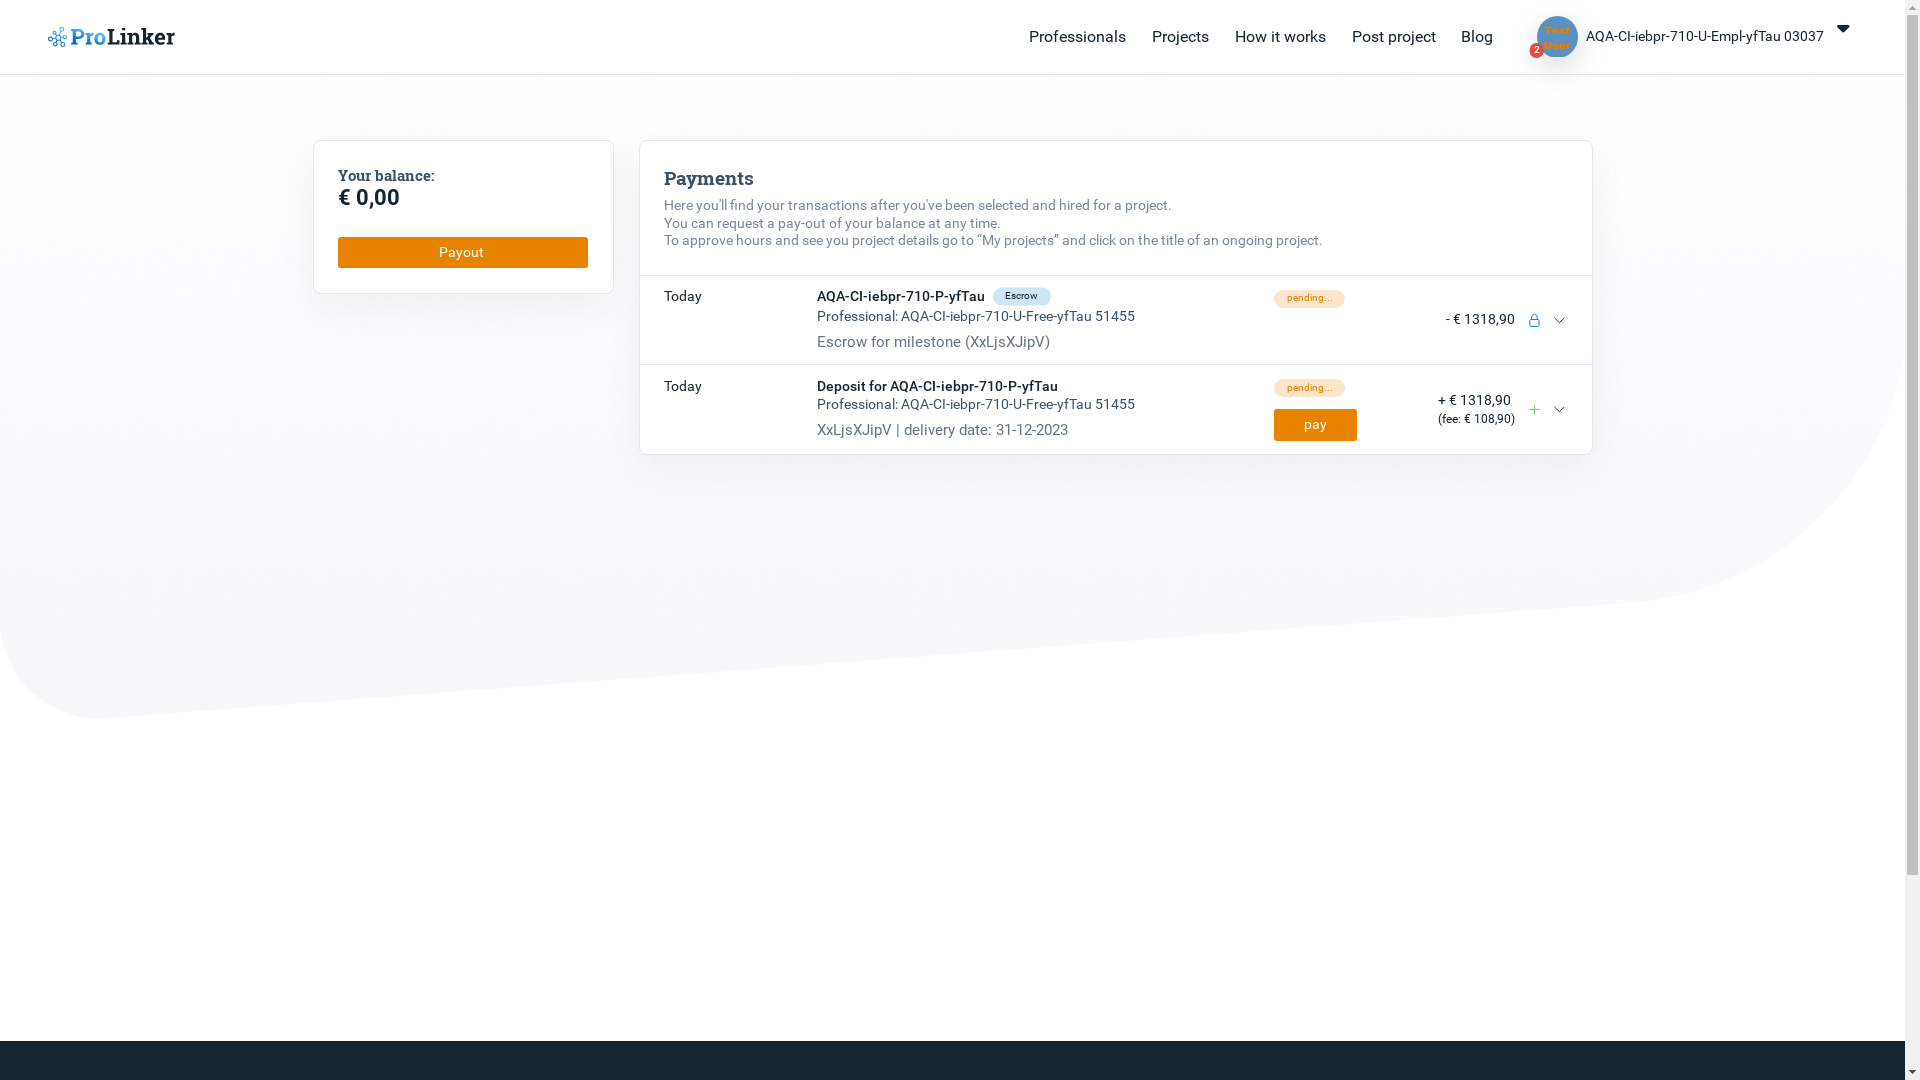 ProLinker
Professionals
Projects
How it works
Post project
Blog
Test
User
2
AQA-CI-iebpr-710-U-Empl-yfTau 03037
Your balance:
€ 0,00
Payout
Payments
Here you'll find your transactions after you've been selected and hired for a project.
You can request a pay-out of your balance at any time.
To approve hours and see you project details go to “My projects” and click on the title of an ongoing project.
Today
AQA-CI-iebpr-710-P-yfTau
Escrow
Professional: AQA-CI-iebpr-710-U-Free-yfTau 51455
Escrow for milestone (XxLjsXJipV)
pending...
- € 1318,90
Today
Deposit for AQA-CI-iebpr-710-P-yfTau
Professional: AQA-CI-iebpr-710-U-Free-yfTau 51455
XxLjsXJipV | delivery date: 31-12-2023
pending...
pay
+ € 1318,90
(fee: € 108,90)